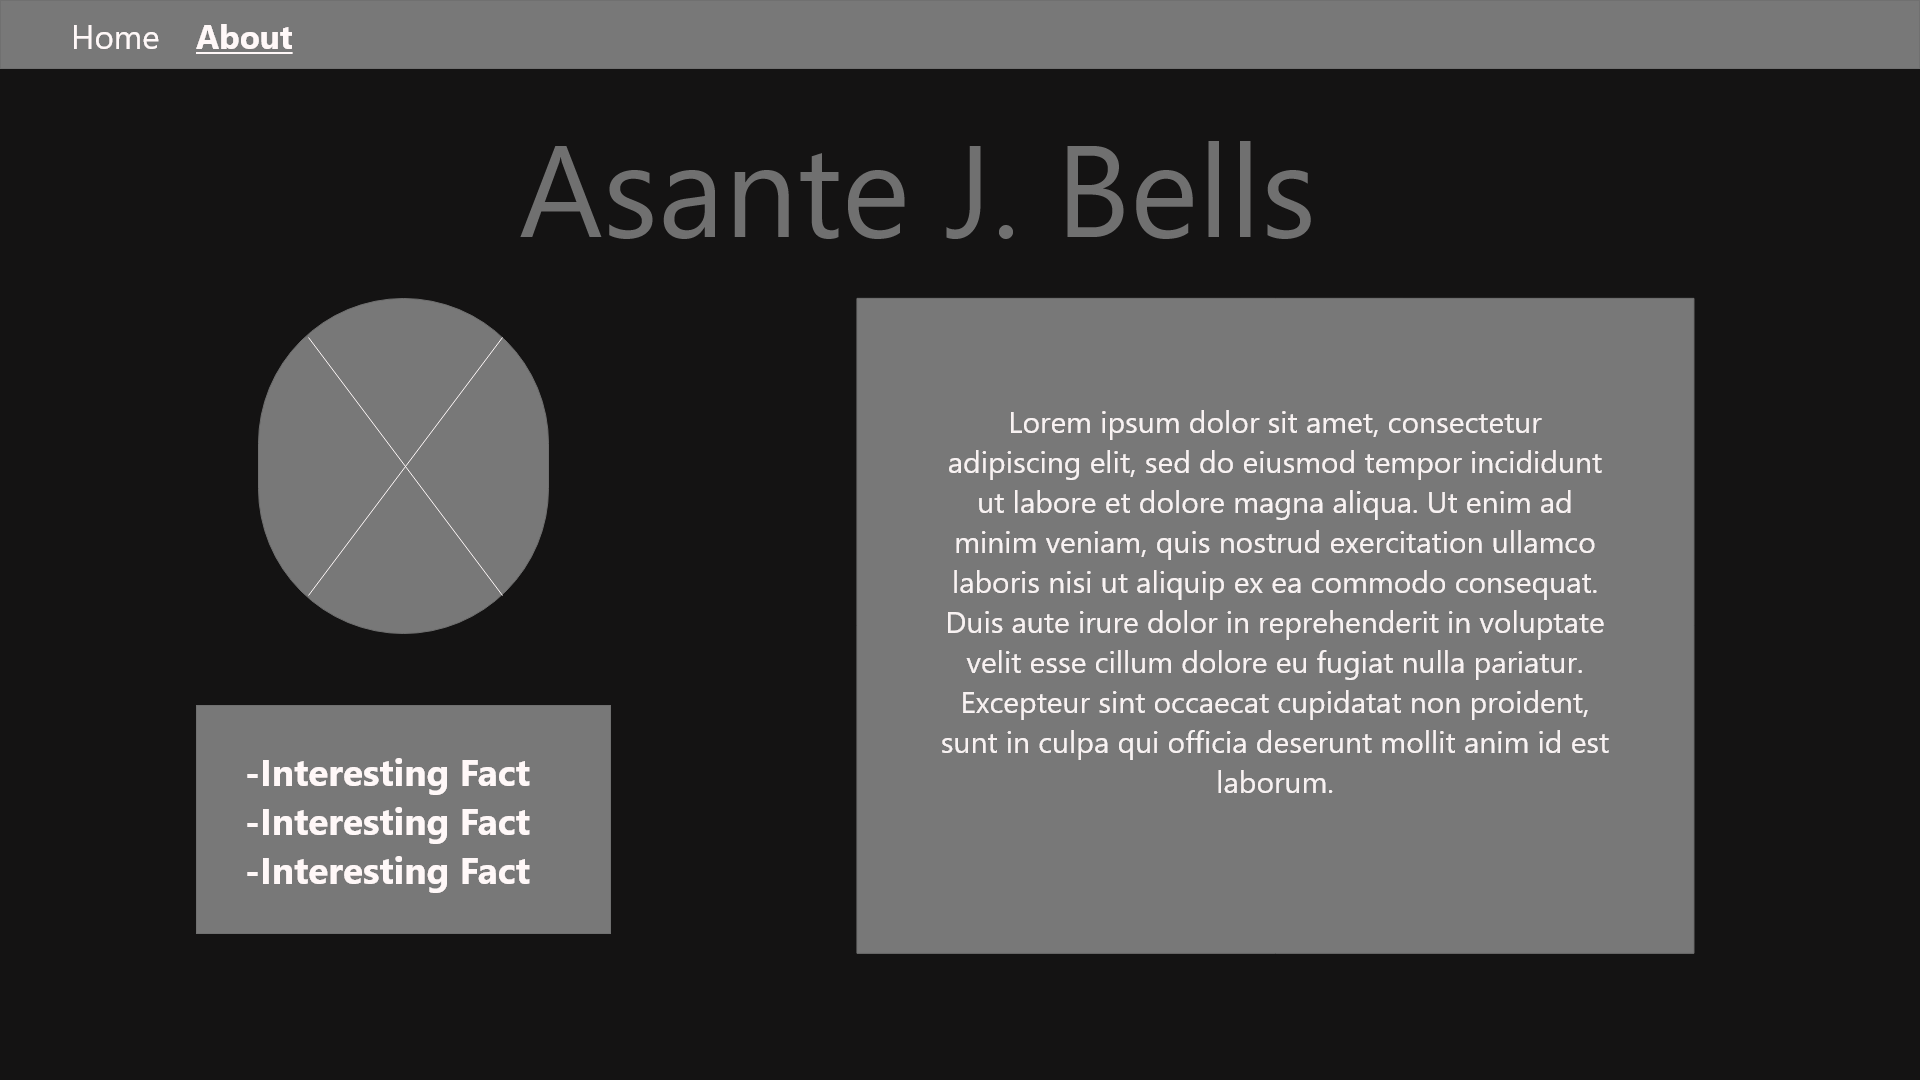 Home About
Asante J. Bells
-Interesting Fact
-Interesting Fact
-Interesting Fact
Lorem ipsum dolor sit amet, consectetur
adipiscing elit, sed do eiusmod tempor incididunt
ut labore et dolore magna aliqua. Ut enim ad
minim veniam, quis nostrud exercitation ullamco
laboris nisi ut aliquip ex ea commodo consequat.
Duis aute irure dolor in reprehenderit in voluptate
velit esse cillum dolore eu fugiat nulla pariatur.
Excepteur sint occaecat cupidatat non proident,
sunt in culpa qui officia deserunt mollit anim id est
laborum.